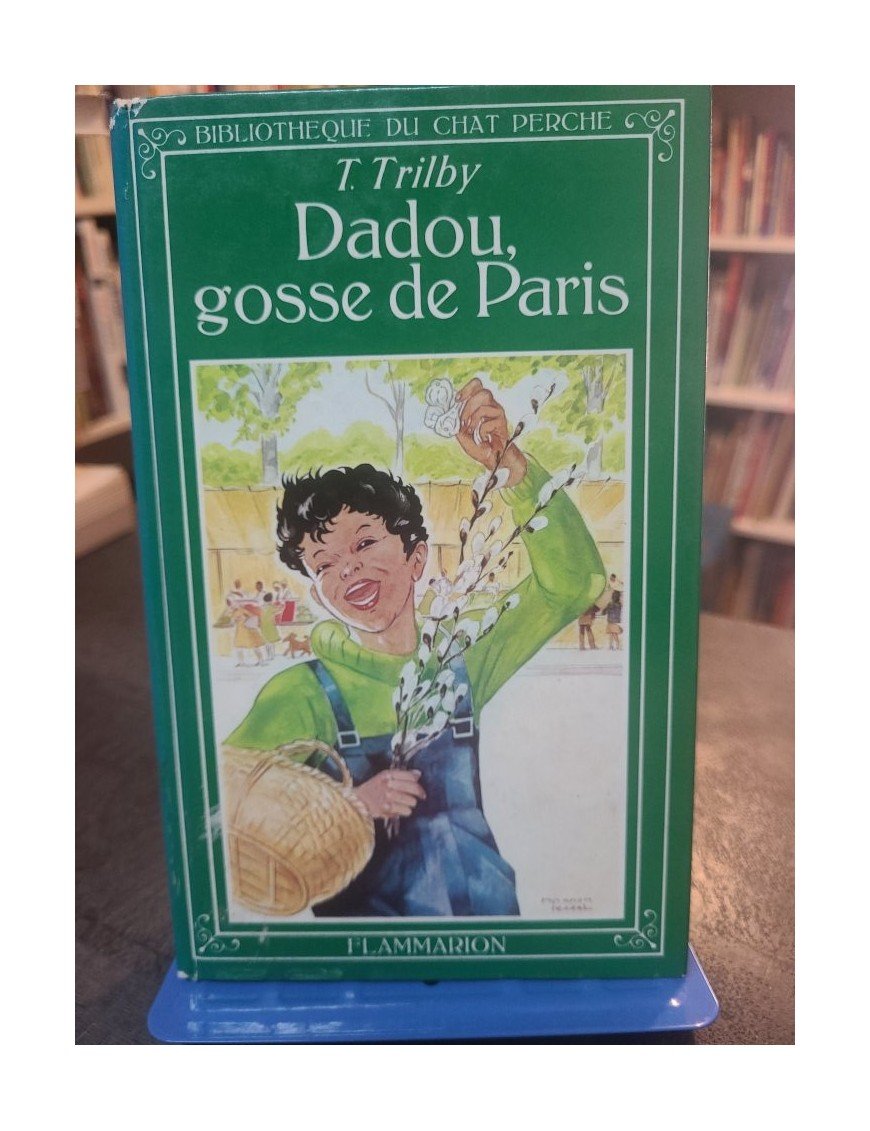 BIBLIOTHEQUE DU CHAT PERCHE
T. Trilby
Dadou,
gosse de Paris
FLAMMARION